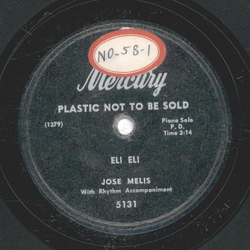 NO-58-1
Mercury
PLASTIC NOT TO BE SOLD
(1379)
Piano Solo
P. D.
Time 3:14
ELI ELI
JOSE MELIS
With Rhythm Accompaniment
5131